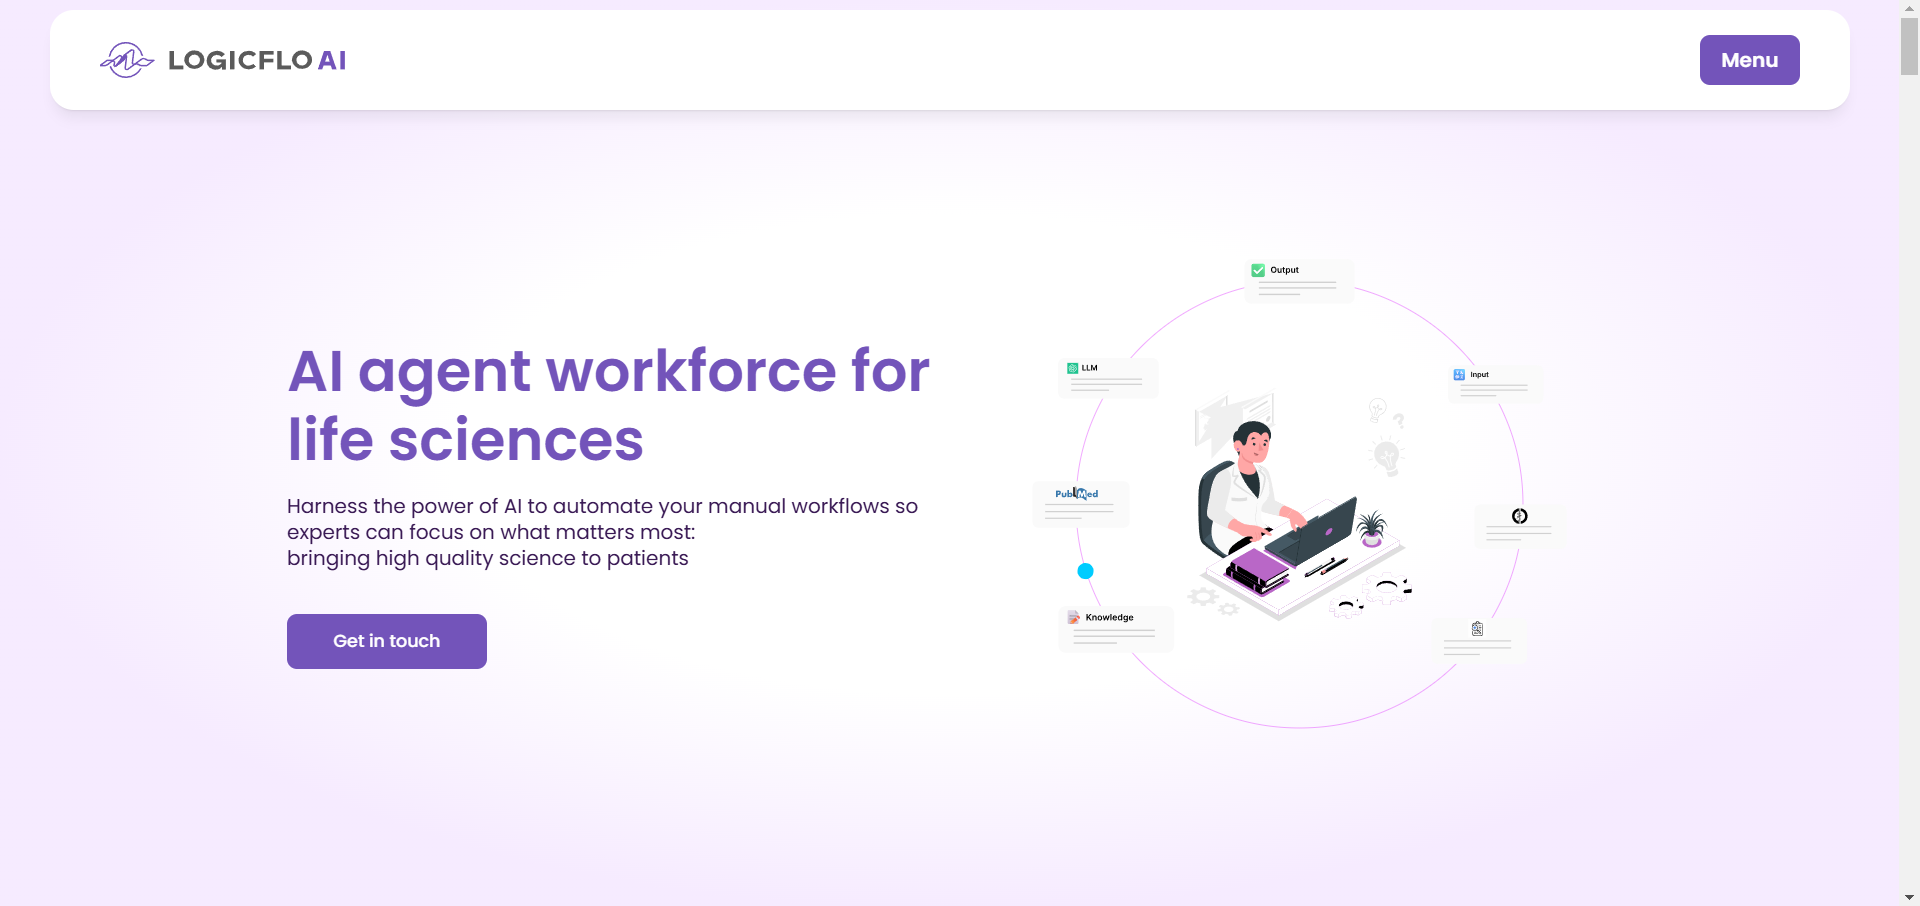 LOGICFLO AI
Menu
AI agent workforce for
life sciences
Harness the power of AI to automate your manual workflows so
experts can focus on what matters most:
bringing high quality science to patients
Get in touch
Output
LLM
Input
PubMed
Knowledge